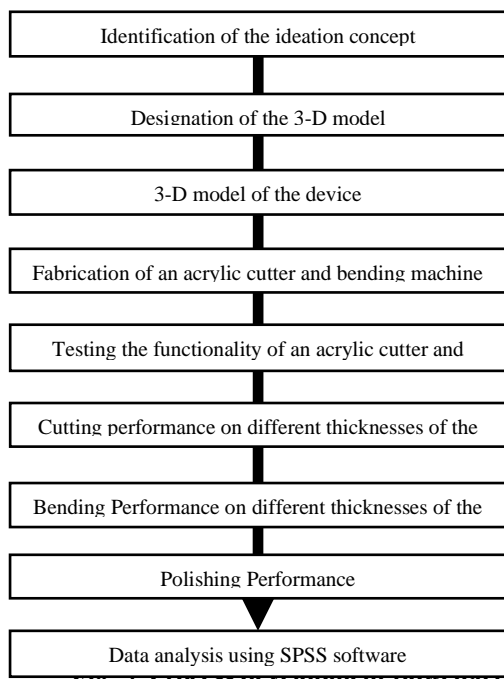 Identification of the ideation concept
Designation of the 3-D model
3-D model of the device
Fabrication of an acrylic cutter and bending machine
Testing the functionality of an acrylic cutter and
Cutting performance on different thicknesses of the
Bending Performance on different thicknesses of the
Polishing Performance
Data analysis using SPSS software